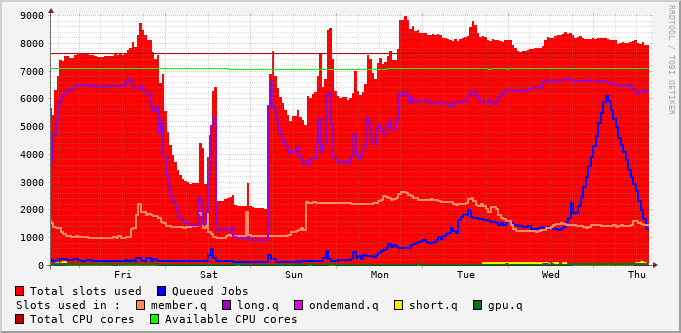 9000
8000
7000
6000
5000
4000
3000
2000
1000
0
Fri Sat Sun Mon Tue Wed Thu
RRDTOOL / TOBI OETIKER
Total slots used Queued Jobs
Slots used in : member.q long.q ondemand.q short.q gpu.q
Total CPU cores Available CPU cores